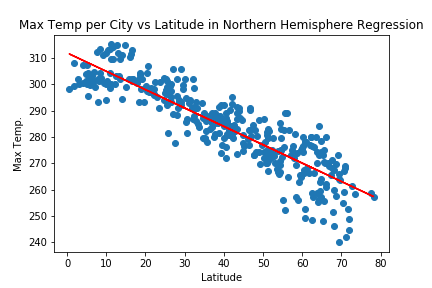 Max Temp per City vs Latitude in Northern Hemisphere Regression
310
300
290
280
270
260
250
240
Max Temp.
0 10 20 30 40 50 60 70 80
Latitude